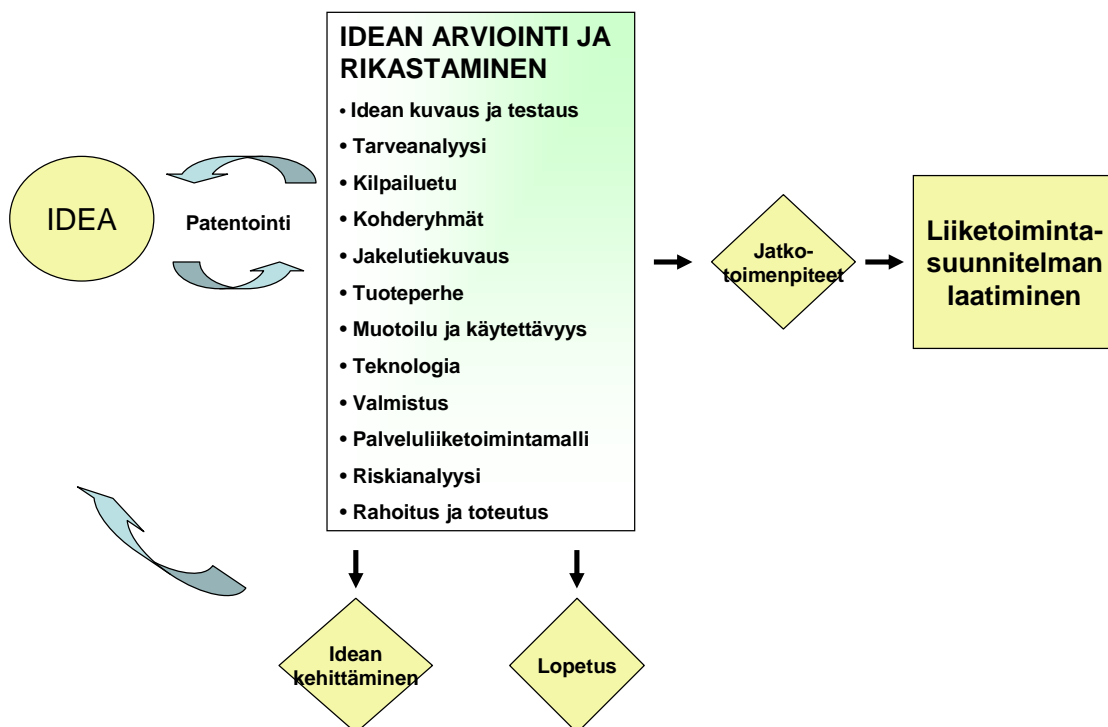 IDEA
Patentointi
IDEAN ARVIOINTI JA
RIKASTAMINEN
• Idean kuvaus ja testaus
• Tarveanalyysi
• Kilpailuetu
• Kohderyhmät
• Jakelutiekuvaus
• Tuoteperhe
• Muotoilu ja käytettävyys
• Teknologia
• Valmistus
• Palveluliiketoimintamalli
• Riskianalyysi
• Rahoitus ja toteutus
Jatko-
toimenpiteet
Liiketoiminta-
suunnitelman
laatiminen
Idean
kehittäminen
Lopetus